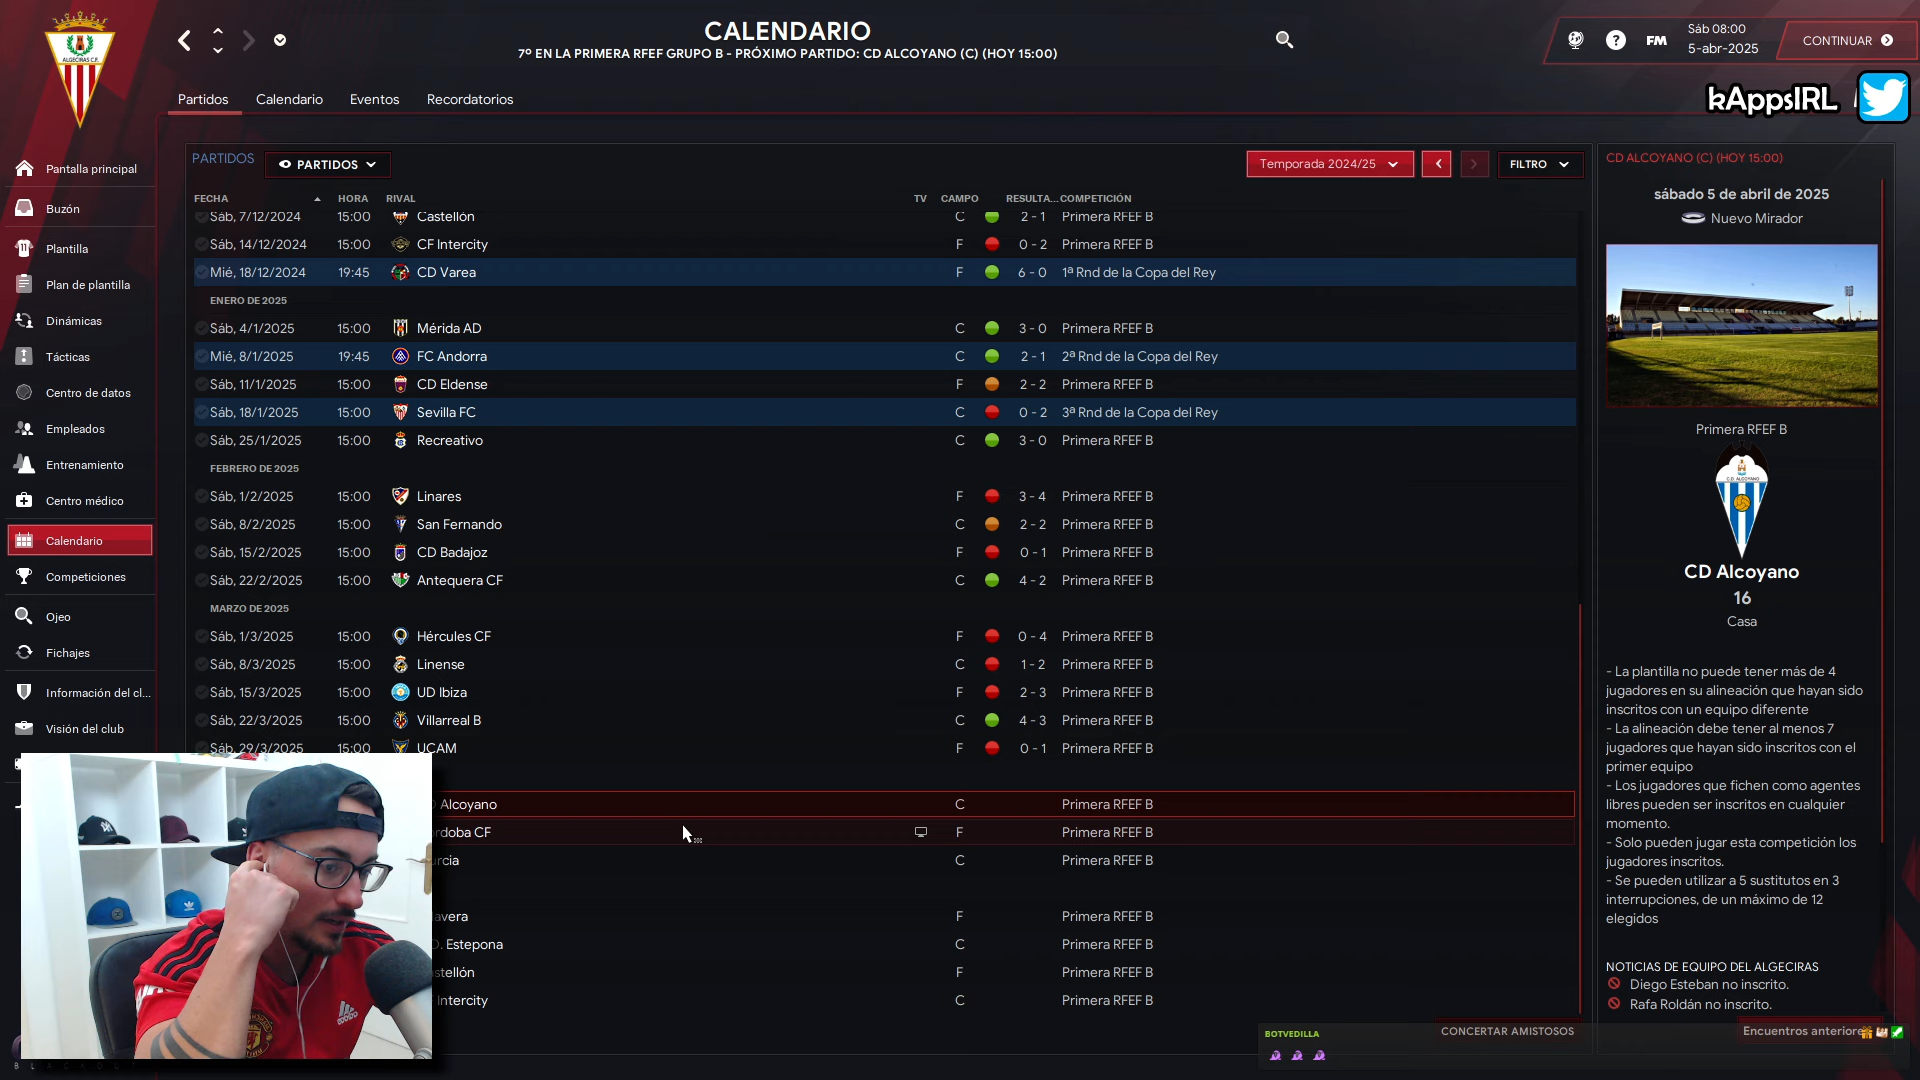 CALENDARIO
7º EN LA PRIMERA RFEF GRUPO B - PRÓXIMO PARTIDO: CD ALCOYANO (C) (HOY 15:00)
FM
Sáb 08:00
5-abr-2025
CONTINUAR
kAppsIRL
ALGECIRAS C.F.
Partidos Calendario Eventos Recordatorios
Pantalla principal
Buzón
Plantilla
Plan de plantilla
Dinámicas
Tácticas
Centro de datos
Empleados
Entrenamiento
Centro médico
Calendario
Competiciones
Ojeo
Fichajes
Información del cl...
Visión del club
PARTIDOS PARTIDOS Temporada 2024/25 FILTRO
FECHA HORA RIVAL TV CAMPO RESULTA... COMPETICIÓN
Sáb, 7/12/2024 15:00 Castellón C 2 - 1 Primera RFEF B
Sáb, 14/12/2024 15:00 CF Intercity F 0 - 2 Primera RFEF B
Mié, 18/12/2024 19:45 CD Varea F 6 - 0 1ª Rnd de la Copa del Rey
ENERO DE 2025
Sáb, 4/1/2025 15:00 Mérida AD C 3 - 0 Primera RFEF B
Mié, 8/1/2025 19:45 FC Andorra C 2 - 1 2ª Rnd de la Copa del Rey
Sáb, 11/1/2025 15:00 CD Eldense F 2 - 2 Primera RFEF B
Sáb, 18/1/2025 15:00 Sevilla FC C 0 - 2 3ª Rnd de la Copa del Rey
Sáb, 25/1/2025 15:00 Recreativo C 3 - 0 Primera RFEF B
FEBRERO DE 2025
Sáb, 1/2/2025 15:00 Linares F 3 - 4 Primera RFEF B
Sáb, 8/2/2025 15:00 San Fernando C 2 - 2 Primera RFEF B
Sáb, 15/2/2025 15:00 CD Badajoz F 0 - 1 Primera RFEF B
Sáb, 22/2/2025 15:00 Antequera CF C 4 - 2 Primera RFEF B
MARZO DE 2025
Sáb, 1/3/2025 15:00 Hércules CF F 0 - 4 Primera RFEF B
Sáb, 8/3/2025 15:00 Linense C 1 - 2 Primera RFEF B
Sáb, 15/3/2025 15:00 UD Ibiza F 2 - 3 Primera RFEF B
Sáb, 22/3/2025 15:00 Villarreal B C 4 - 3 Primera RFEF B
Sáb, 29/3/2025 15:00 UCAM F 0 - 1 Primera RFEF B
Alcoyano C Primera RFEF B
rdoba CF F Primera RFEF B
urcia C Primera RFEF B
avera F Primera RFEF B
D. Estepona C Primera RFEF B
stellón F Primera RFEF B
Intercity C Primera RFEF B
CONCERTAR AMISTOSOS
CD ALCOYANO (C) (HOY 15:00)
sábado 5 de abril de 2025
Nuevo Mirador
Primera RFEF B
CD Alcoyano
16
Casa
- La plantilla no puede tener más de 4
jugadores en su alineación que hayan sido
inscritos con un equipo diferente
- La alineación debe tener al menos 7
jugadores que hayan sido inscritos con el
primer equipo
- Los jugadores que fichen como agentes
libres pueden ser inscritos en cualquier
momento.
- Solo pueden jugar esta competición los
jugadores inscritos.
- Se pueden utilizar a 5 sustitutos en 3
interrupciones, de un máximo de 12
elegidos
NOTICIAS DE EQUIPO DEL ALGECIRAS
Diego Esteban no inscrito.
Rafa Roldán no inscrito.
Encuentros anteriore
BOTVEDILLA